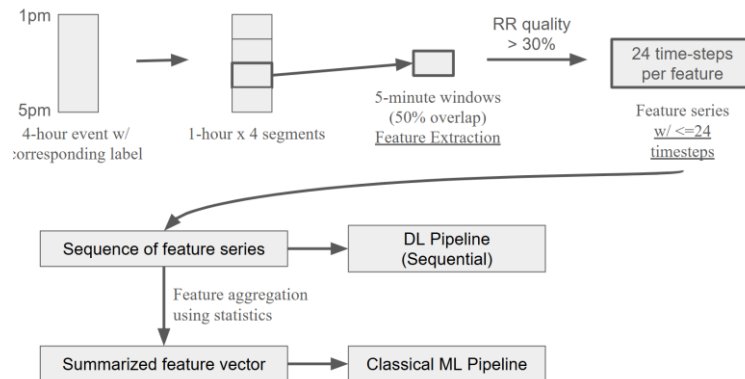 1pm
5pm
4-hour event w/
corresponding label
1-hour x 4 segments
5-minute windows
(50% overlap)
Feature Extraction
RR quality
> 30%
24 time-steps
per feature
Feature series
w/ <=24
timesteps
Sequence of feature series
DL Pipeline
(Sequential)
Feature aggregation
using statistics
Summarized feature vector
Classical ML Pipeline